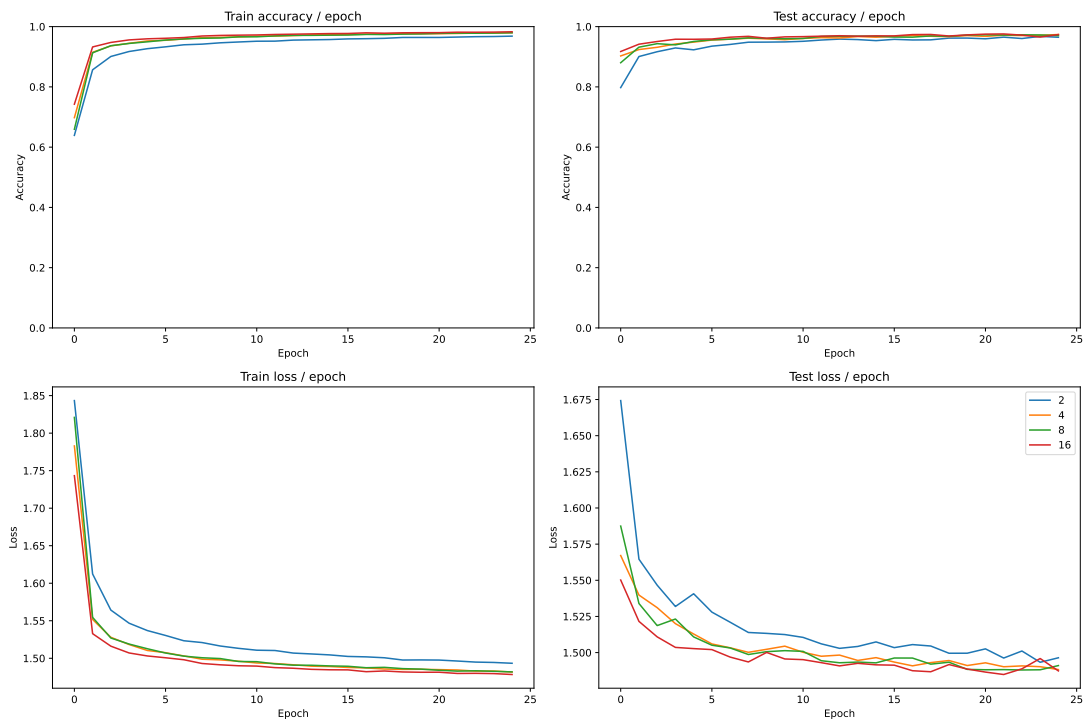 Train accuracy / epoch
1.0
0.8
0.6
0.4
0.2
0.0
Accuracy
0 5 10 15 20 25
Epoch
Test accuracy / epoch
1.0
0.8
0.6
0.4
0.2
0.0
Accuracy
0 5 10 15 20 25
Epoch
Train loss / epoch
1.85
1.80
1.75
1.70
1.65
1.60
1.55
1.50
Loss
0 5 10 15 20 25
Epoch
Test loss / epoch
1.675
1.650
1.625
1.600
1.575
1.550
1.525
1.500
Loss
0 5 10 15 20 25
Epoch
2
4
8
16